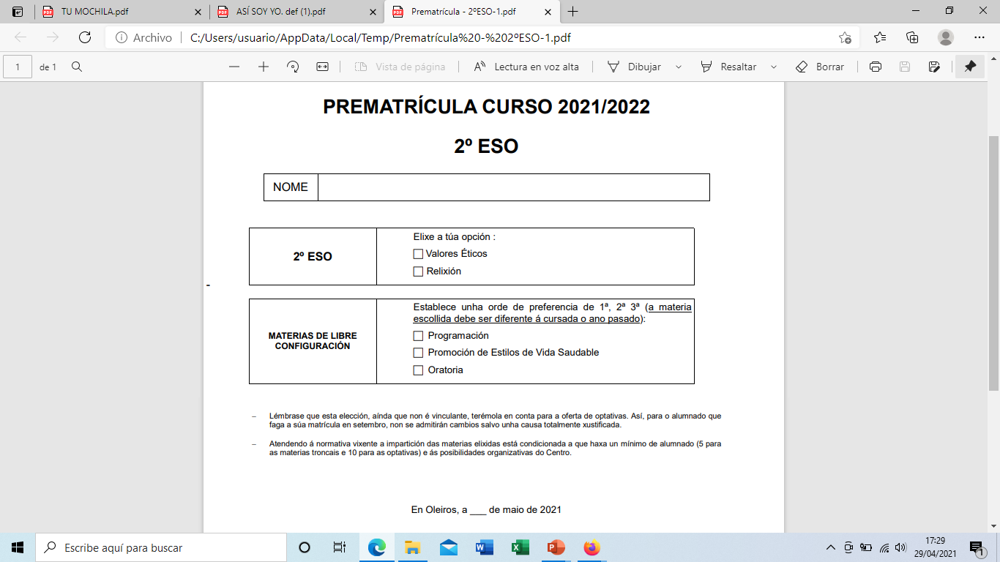 TU MOCHILA.pdf
ASÍ SOY YO. def (1).pdf
Prematrícula - 2ºESO-1.pdf
Archivo
C:/Users/usuario/AppData/Local/Temp/Prematrícula%20-%202ºESO-1.pdf
1 de 1
Vista de página
Lectura en voz alta
Dibujar
Resaltar
Borrar
PREMATRÍCULA CURSO 2021/2022
2º ESO
NOME
2º ESO
Elixe a túa opción :
Valores Éticos
Relixión
-
MATERIAS DE LIBRE
CONFIGURACIÓN
Establece unha orde de preferencia de 1ª, 2ª 3ª (a materia
escollida debe ser diferente á cursada o ano pasado):
Programación
Promoción de Estilos de Vida Saudable
Oratoria
– Lémbrase que esta elección, aínda que non é vinculante, terémola en conta para a oferta de optativas. Así, para o alumnado que
faga a súa matrícula en setembro, non se admitirán cambios salvo unha causa totalmente xustificada.
– Atendendo á normativa vixente a impartición das materias elixidas está condicionada a que haxa un mínimo de alumnado (5 para
as materias troncais e 10 para as optativas) e ás posibilidades organizativas do Centro.
En Oleiros, a ___ de maio de 2021
Escribe aquí para buscar
17:29
29/04/2021
1